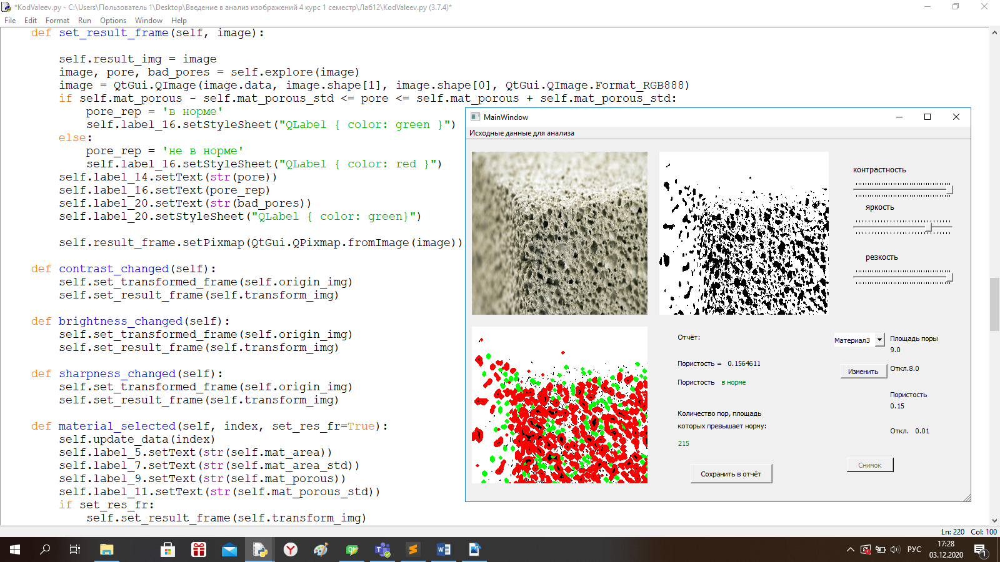 *KodValeev.py - C:\Users\Пользователь 1\Desktop\Введение в анализ изображений 4 курс 1 семестр\Лаб12\KodValeev.py (3.7.4)*
File Edit Format Run Options Window Help
def set_result_frame(self, image):
self.result_img = image
image, pore, bad_pores = self.explore(image)
image = QtGui.QImage(image.data, image.shape[1], image.shape[0], QtGui.QImage.Format_RGB888)
if self.mat_porous - self.mat_porous_std <= pore <= self.mat_porous + self.mat_porous_std:
pore_rep = 'в норме'
self.label_16.setStyleSheet("QLabel { color: green }")
else:
pore_rep = 'не в норме'
self.label_16.setStyleSheet("QLabel { color: red }")
self.label_14.setText(str(pore))
self.label_16.setText(pore_rep)
self.label_20.setText(str(bad_pores))
self.label_20.setStyleSheet("QLabel { color: green}")
self.result_frame.setPixmap(QtGui.QPixmap.fromImage(image))
def contrast_changed(self):
self.set_transformed_frame(self.origin_img)
self.set_result_frame(self.transform_img)
def brightness_changed(self):
self.set_transformed_frame(self.origin_img)
self.set_result_frame(self.transform_img)
def sharpness_changed(self):
self.set_transformed_frame(self.origin_img)
self.set_result_frame(self.transform_img)
def material_selected(self, index, set_res_fr=True):
self.update_data(index)
self.label_5.setText(str(self.mat_area))
self.label_7.setText(str(self.mat_area_std))
self.label_9.setText(str(self.mat_porous))
self.label_11.setText(str(self.mat_porous_std))
if set_res_fr:
self.set_result_frame(self.transform_img)
MainWindow
Исходные данные для анализа
контрастность
яркость
резкость
Отчёт:
Пористость = 0.1564611
Пористость в норме
Количество пор, площадь
которых превышает норму:
215
Сохранить в отчёт
Материал3
Изменить
Площадь поры
9.0
Откл.8.0
Пористость
0.15
Откл. 0.01
Снимок
Ln: 220 Col: 100
РУС
17:28
03.12.2020
1